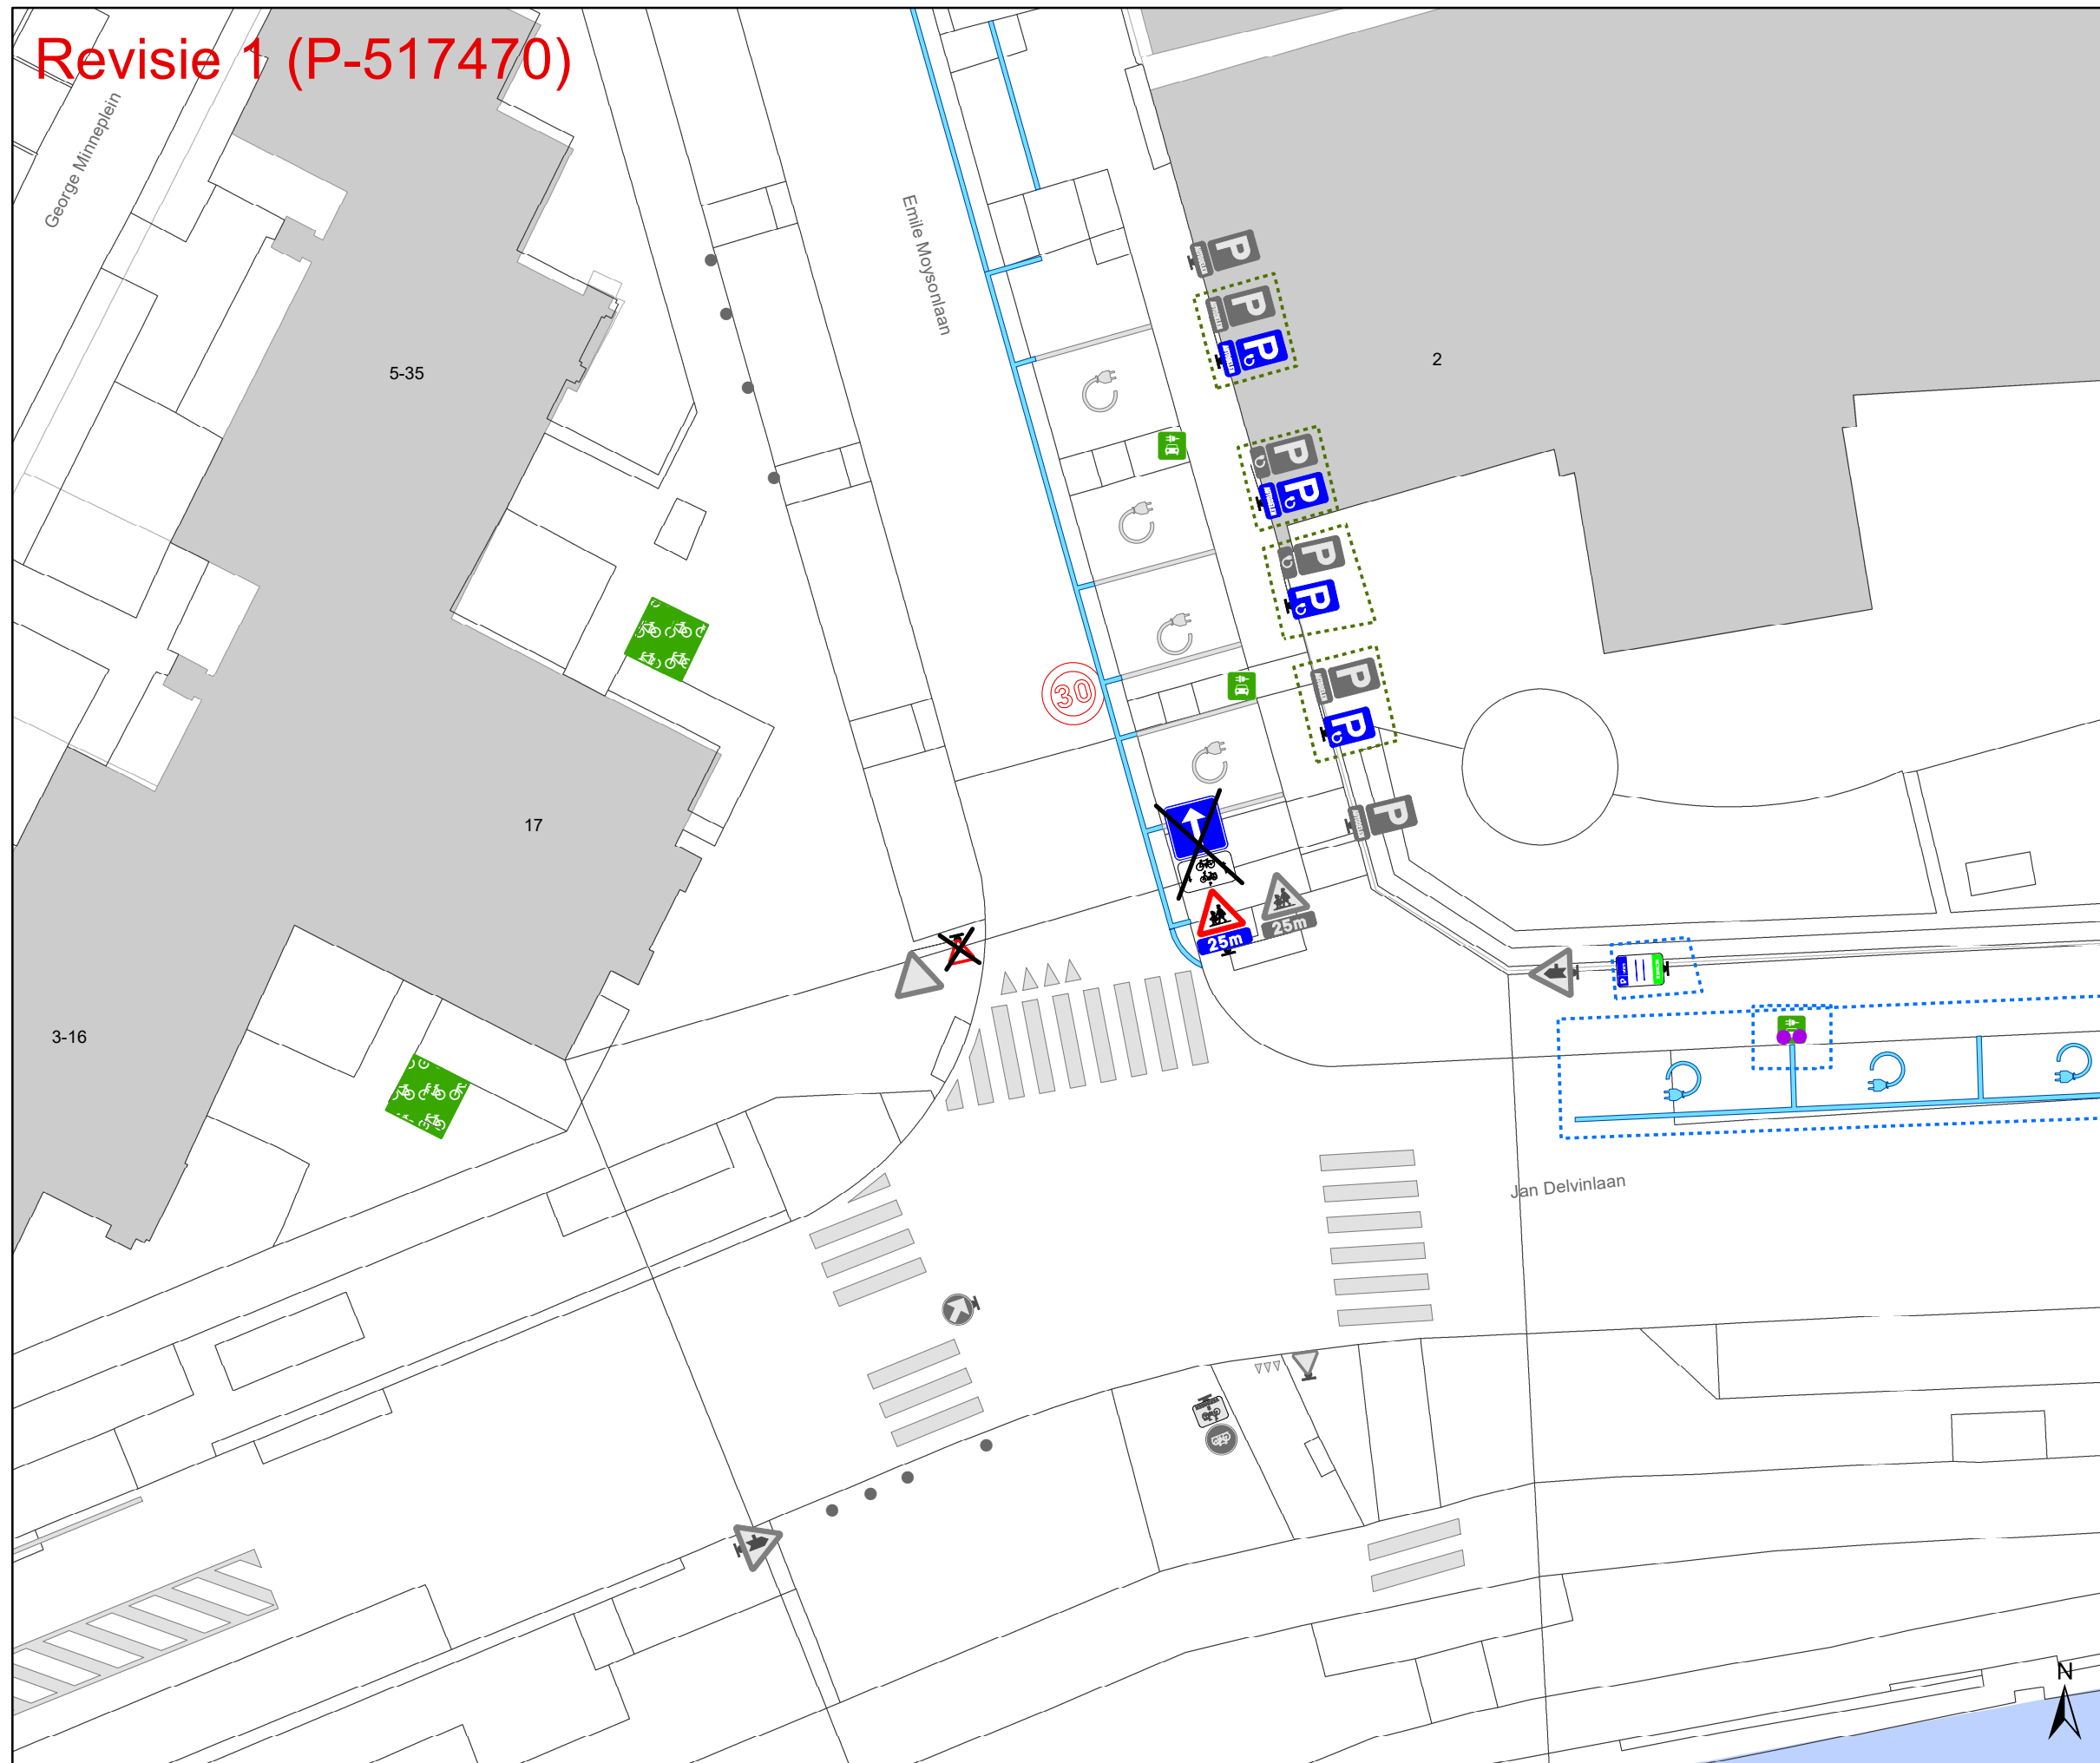 Revisie 1 (P-517470)
George Minneplein
Emile Moysonlaan
5-35
2
P
P
P
P
P
P
P
P
P
P
30
17
25m
25m
3-16
P
Jan Delvinlaan
N